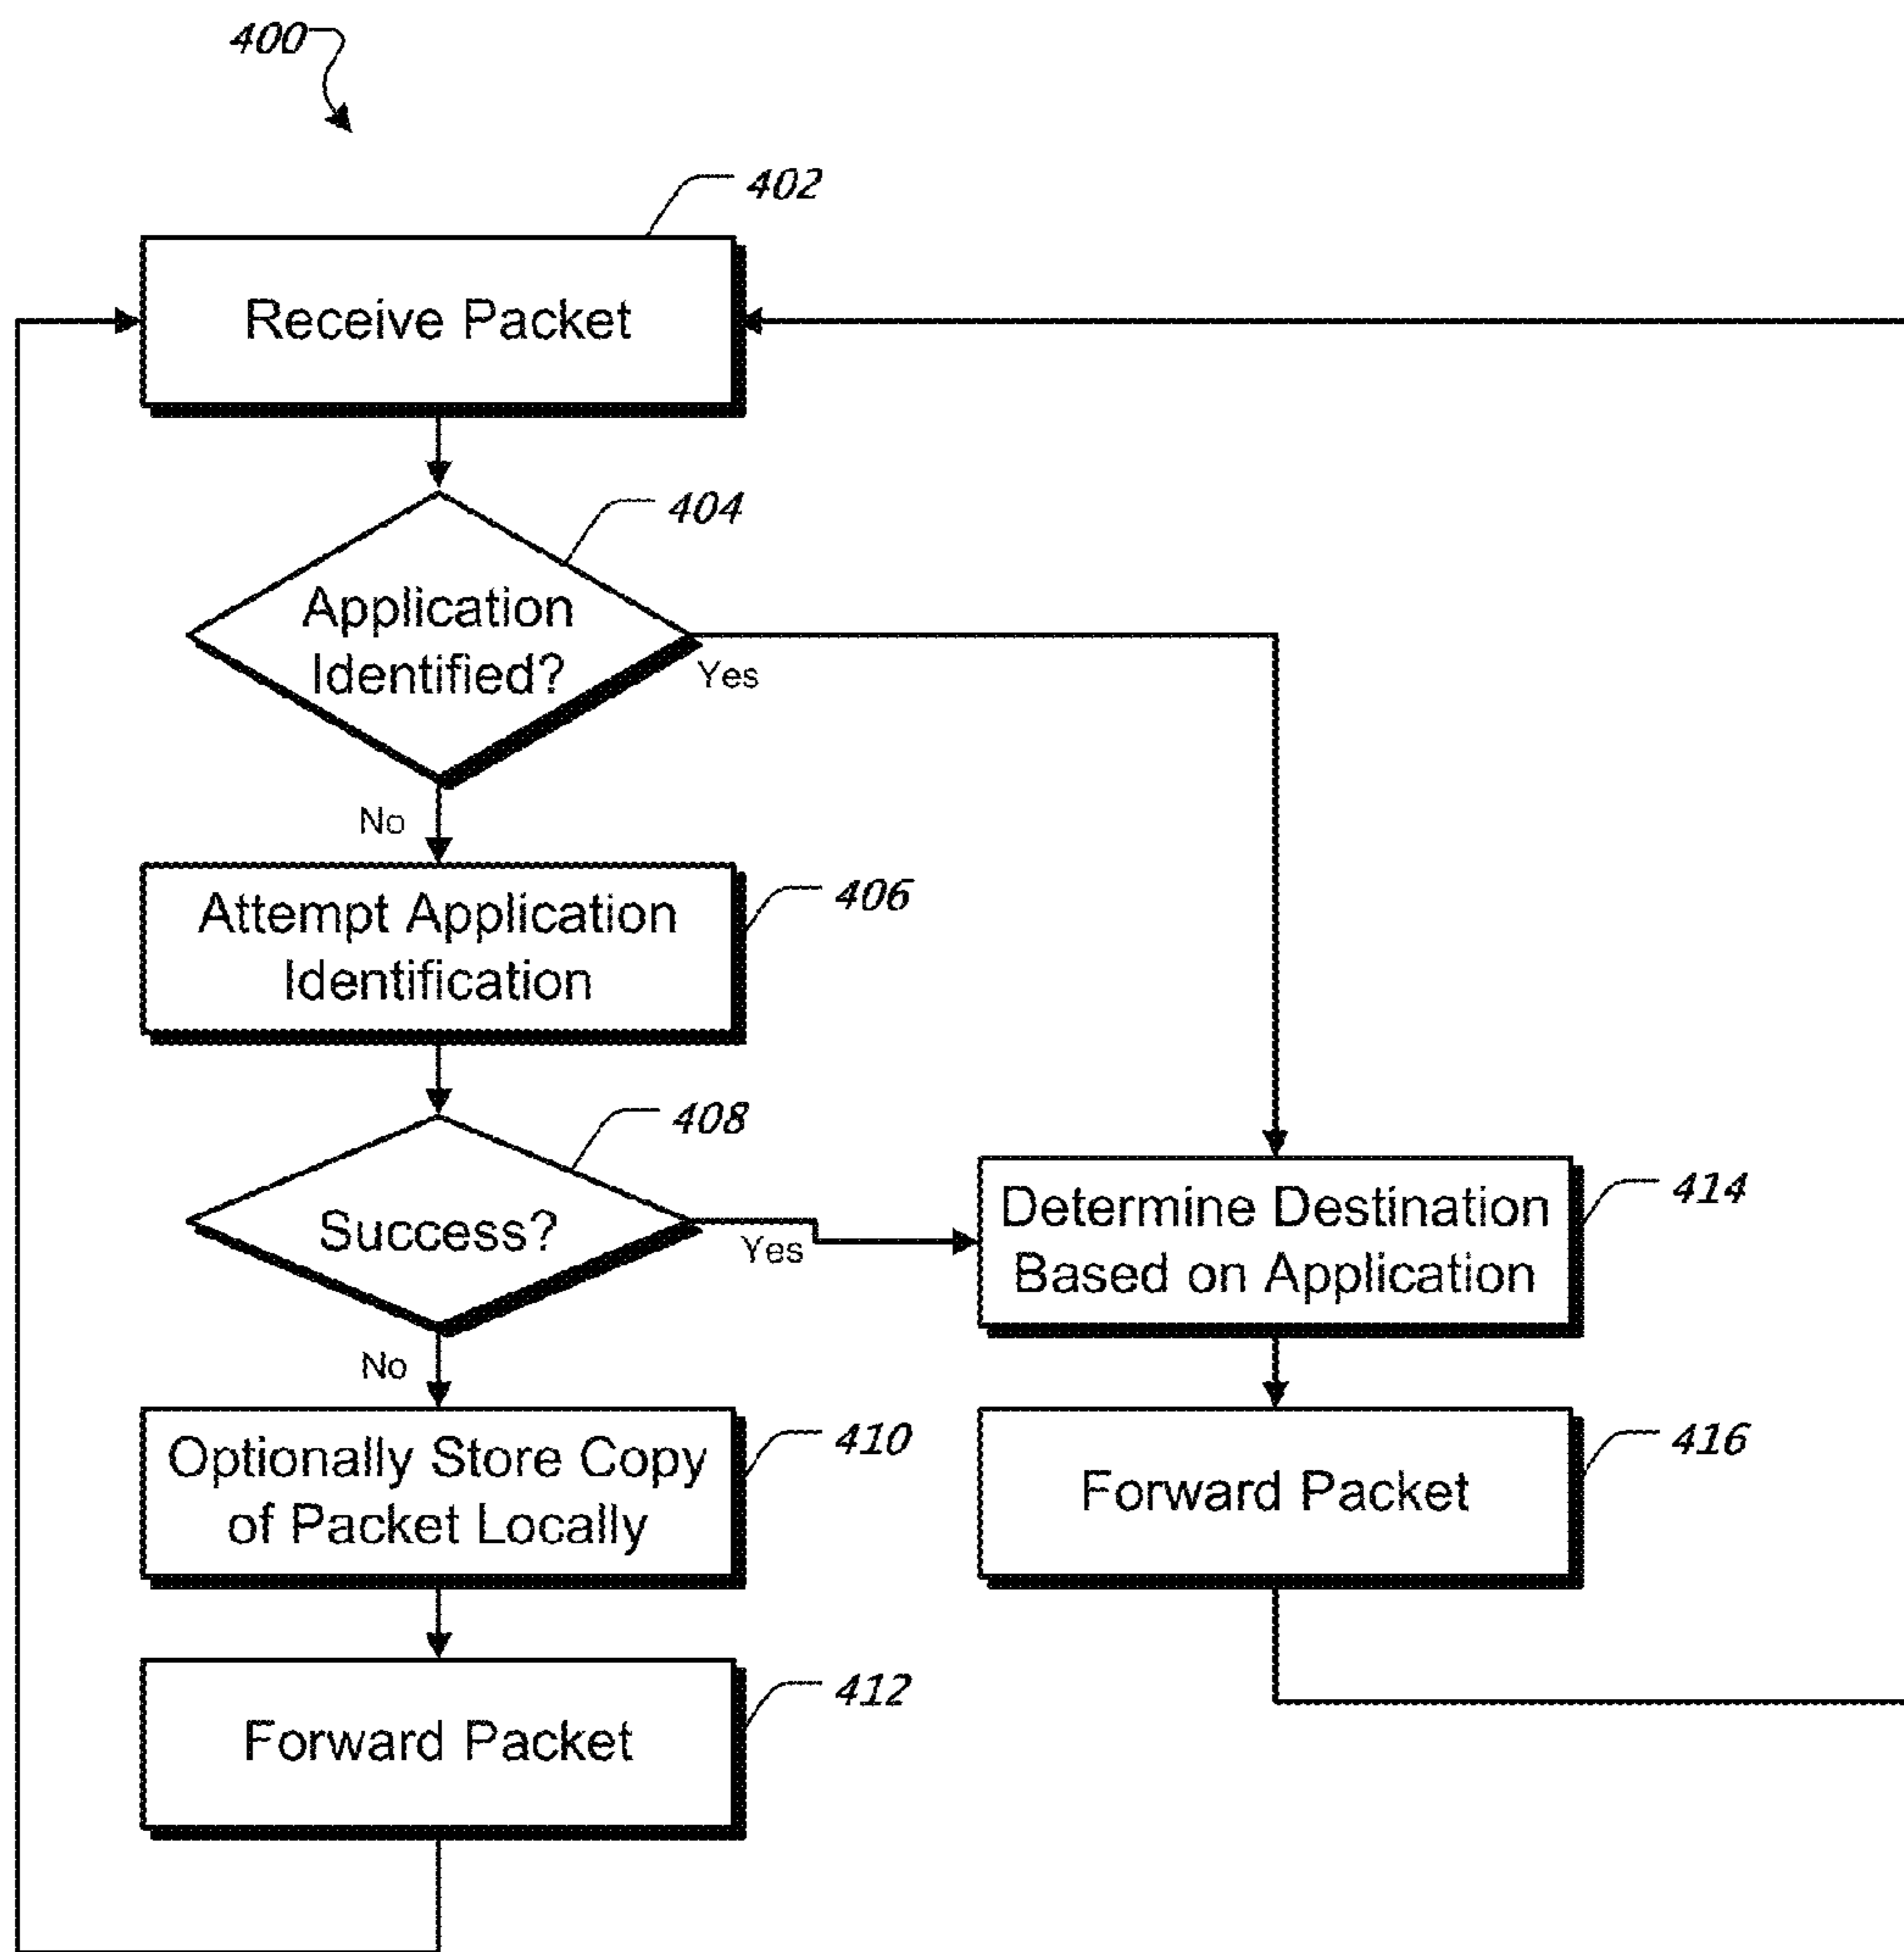 400
402
Receive Packet
404
Application
Identified?
Yes
No
406
Attempt Application
Identification
408
Success?
Yes
No
414
Determine Destination
Based on Application
410
Optionally Store Copy
of Packet Locally
416
Forward Packet
412
Forward Packet